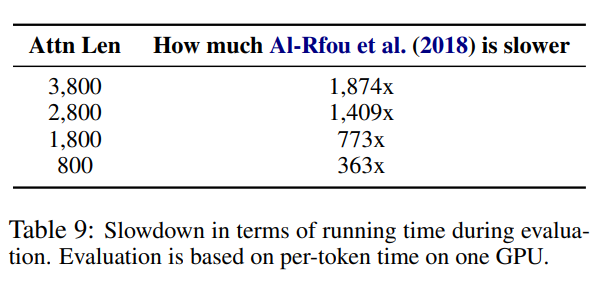 Attn Len How much Al-Rfou et al. (2018) is slower
3,800 1,874x
2,800 1,409x
1,800 773x
800 363x
Table 9: Slowdown in terms of running time during evalua-
tion. Evaluation is based on per-token time on one GPU.